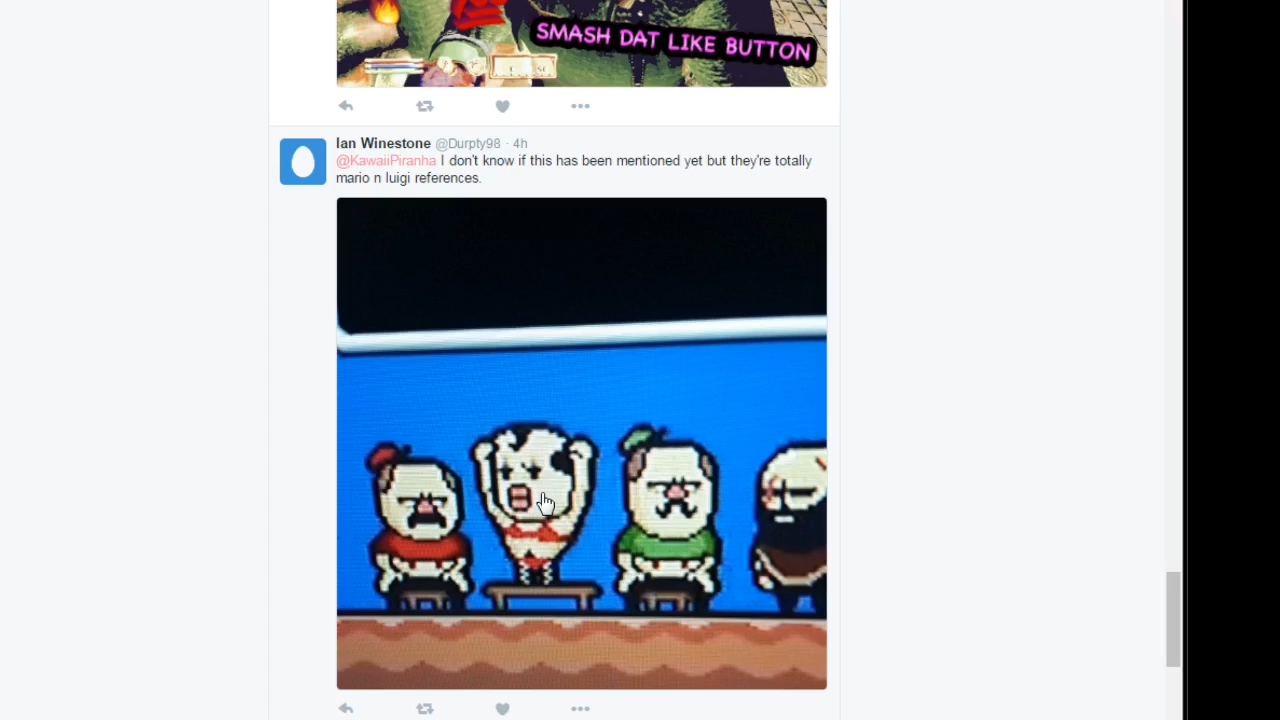 SMASH DAT LIKE BUTTON
Ian Winestone @Durpty98 · 4h
@KawaiiPiranha I don't know if this has been mentioned yet but they're totally
mario n luigi references.